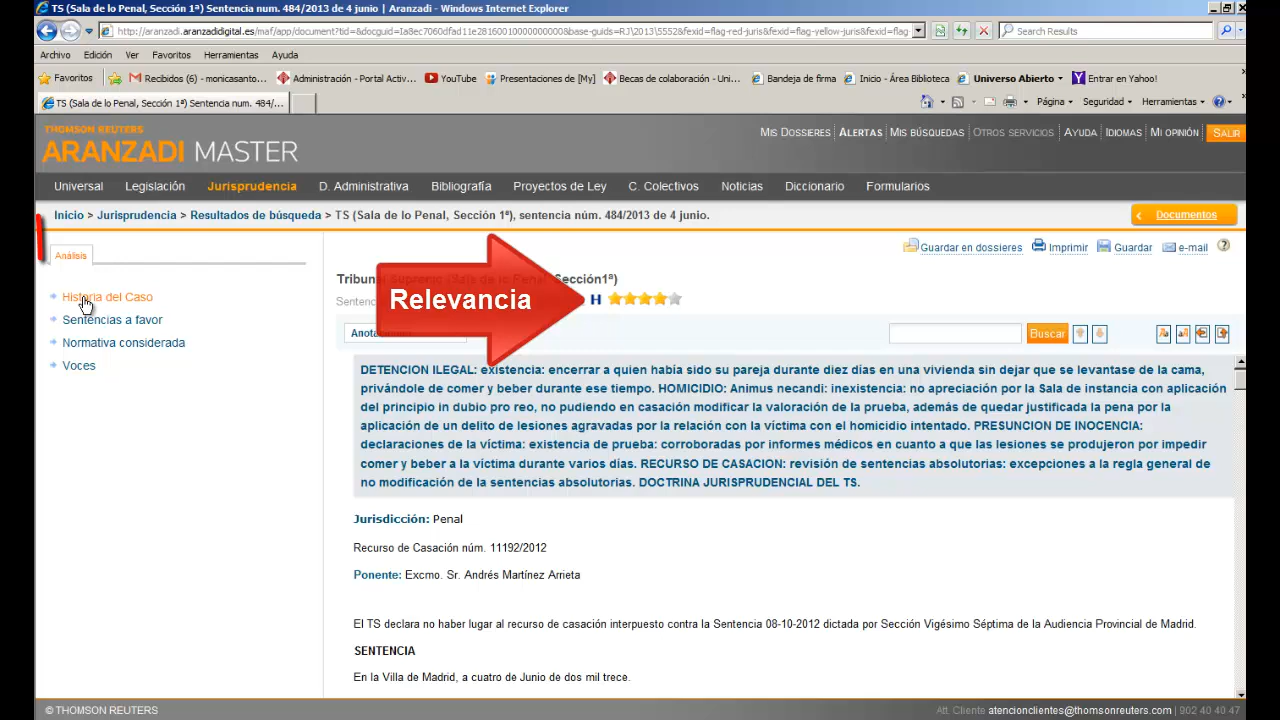 TS (Sala de lo Penal, Sección 1ª) Sentencia num. 484/2013 de 4 junio | Aranzadi - Windows Internet Explorer
Search Results
Archivo Edición Ver Favoritos Herramientas Ayuda
Favoritos Recibidos (6) - monicasanto... Administración - Portal Activ... YouTube Presentaciones de [My] Becas de colaboración - Uni... Bandeja de firma Inicio - Área Biblioteca Universo Abierto Entrar en Yahoo!
TS (Sala de lo Penal, Sección 1ª) Sentencia num. 484/...
Página Seguridad Herramientas
THOMSON REUTERS
ARANZADI MASTER
MIS DOSSIERES | ALERTAS | MIS BÚSQUEDAS | OTROS SERVICIOS | AYUDA | IDIOMAS | MI OPINIÓN | SALIR
Universal Legislación Jurisprudencia D. Administrativa Bibliografía Proyectos de Ley C. Colectivos Noticias Diccionario Formularios
Inicio > Jurisprudencia > Resultados de búsqueda > TS (Sala de lo Penal, Sección 1ª), sentencia núm. 484/2013 de 4 junio.
Documentos
Análisis
Guardar en dossieres Imprimir Guardar e-mail
Historia del Caso
Sentencias a favor
Normativa considerada
Voces
Tribunal Supremo (Sala de lo Penal, Sección1ª)
Relevancia
H
Buscar
DETENCION ILEGAL: existencia: encerrar a quien había sido su pareja durante diez días en una vivienda sin dejar que se levantase de la cama,
privándole de comer y beber durante ese tiempo. HOMICIDIO: Animus necandi: inexistencia: no apreciación por la Sala de instancia con aplicación
del principio in dubio pro reo, no pudiendo en casación modificar la valoración de la prueba, además de quedar justificada la pena por la
aplicación de un delito de lesiones agravadas por la relación con la víctima con el homicidio intentado. PRESUNCION DE INOCENCIA:
declaraciones de la víctima: existencia de prueba: corroboradas por informes médicos en cuanto a que las lesiones se produjeron por impedir
comer y beber a la víctima durante varios días. RECURSO DE CASACION: revisión de sentencias absolutorias: excepciones a la regla general de
no modificación de la sentencias absolutorias. DOCTRINA JURISPRUDENCIAL DEL TS.
Jurisdicción: Penal
Recurso de Casación núm. 11192/2012
Ponente: Excmo. Sr. Andrés Martínez Arrieta
El TS declara no haber lugar al recurso de casación interpuesto contra la Sentencia 08-10-2012 dictada por Sección Vigésimo Séptima de la Audiencia Provincial de Madrid.
SENTENCIA
En la Villa de Madrid, a cuatro de Junio de dos mil trece.
© THOMSON REUTERS
Att. Cliente atencionclientes@thomsonreuters.com | 902 40 40 47